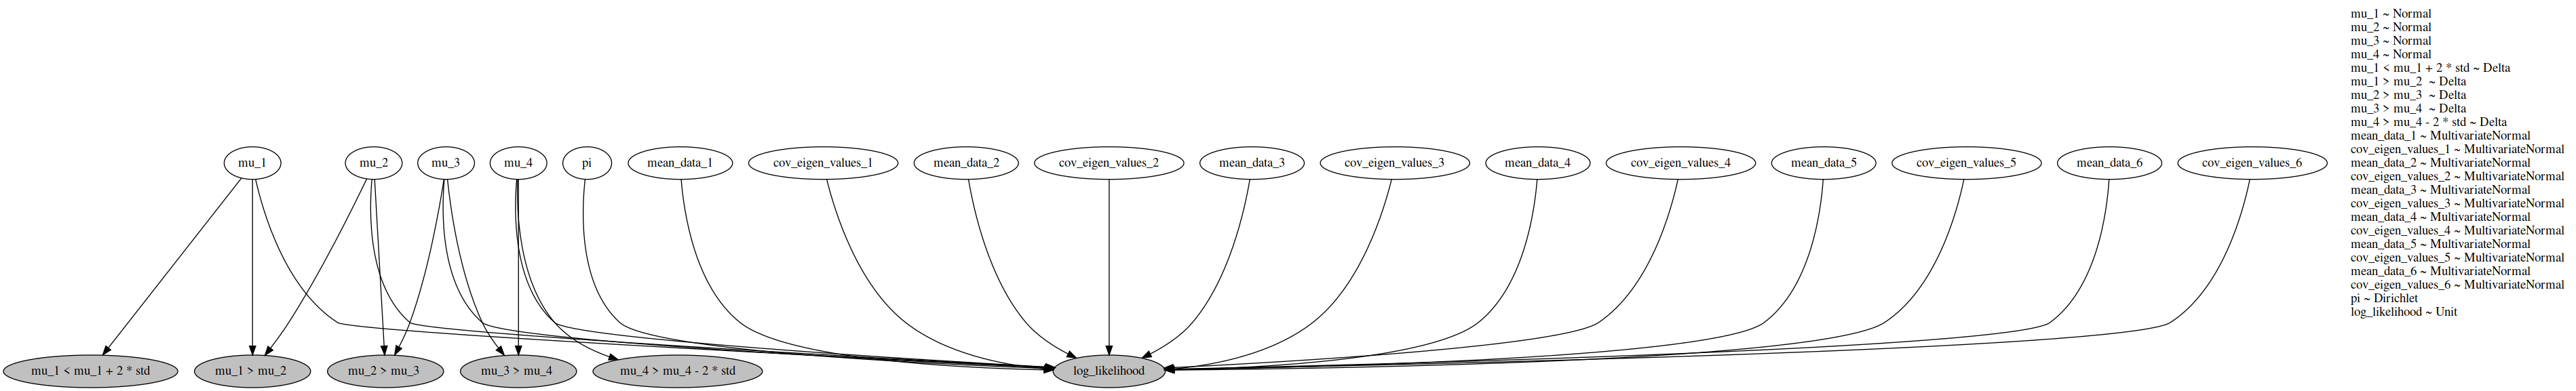 mu_1
mu_2
mu_3
mu_4
pi
mean_data_1
cov_eigen_values_1
mean_data_2
cov_eigen_values_2
mean_data_3
cov_eigen_values_3
mean_data_4
cov_eigen_values_4
mean_data_5
cov_eigen_values_5
mean_data_6
cov_eigen_values_6
mu_1 < mu_1 + 2 * std
mu_1 > mu_2
mu_2 > mu_3
mu_3 > mu_4
mu_4 > mu_4 - 2 * std
log_likelihood
mu_1 ~ Normal
mu_2 ~ Normal
mu_3 ~ Normal
mu_4 ~ Normal
mu_1 < mu_1 + 2 * std ~ Delta
mu_1 > mu_2  ~ Delta
mu_2 > mu_3  ~ Delta
mu_3 > mu_4  ~ Delta
mu_4 > mu_4 - 2 * std ~ Delta
mean_data_1 ~ MultivariateNormal
cov_eigen_values_1 ~ MultivariateNormal
mean_data_2 ~ MultivariateNormal
cov_eigen_values_2 ~ MultivariateNormal
mean_data_3 ~ MultivariateNormal
cov_eigen_values_3 ~ MultivariateNormal
mean_data_4 ~ MultivariateNormal
cov_eigen_values_4 ~ MultivariateNormal
mean_data_5 ~ MultivariateNormal
cov_eigen_values_5 ~ MultivariateNormal
mean_data_6 ~ MultivariateNormal
cov_eigen_values_6 ~ MultivariateNormal
pi ~ Dirichlet
log_likelihood ~ Unit